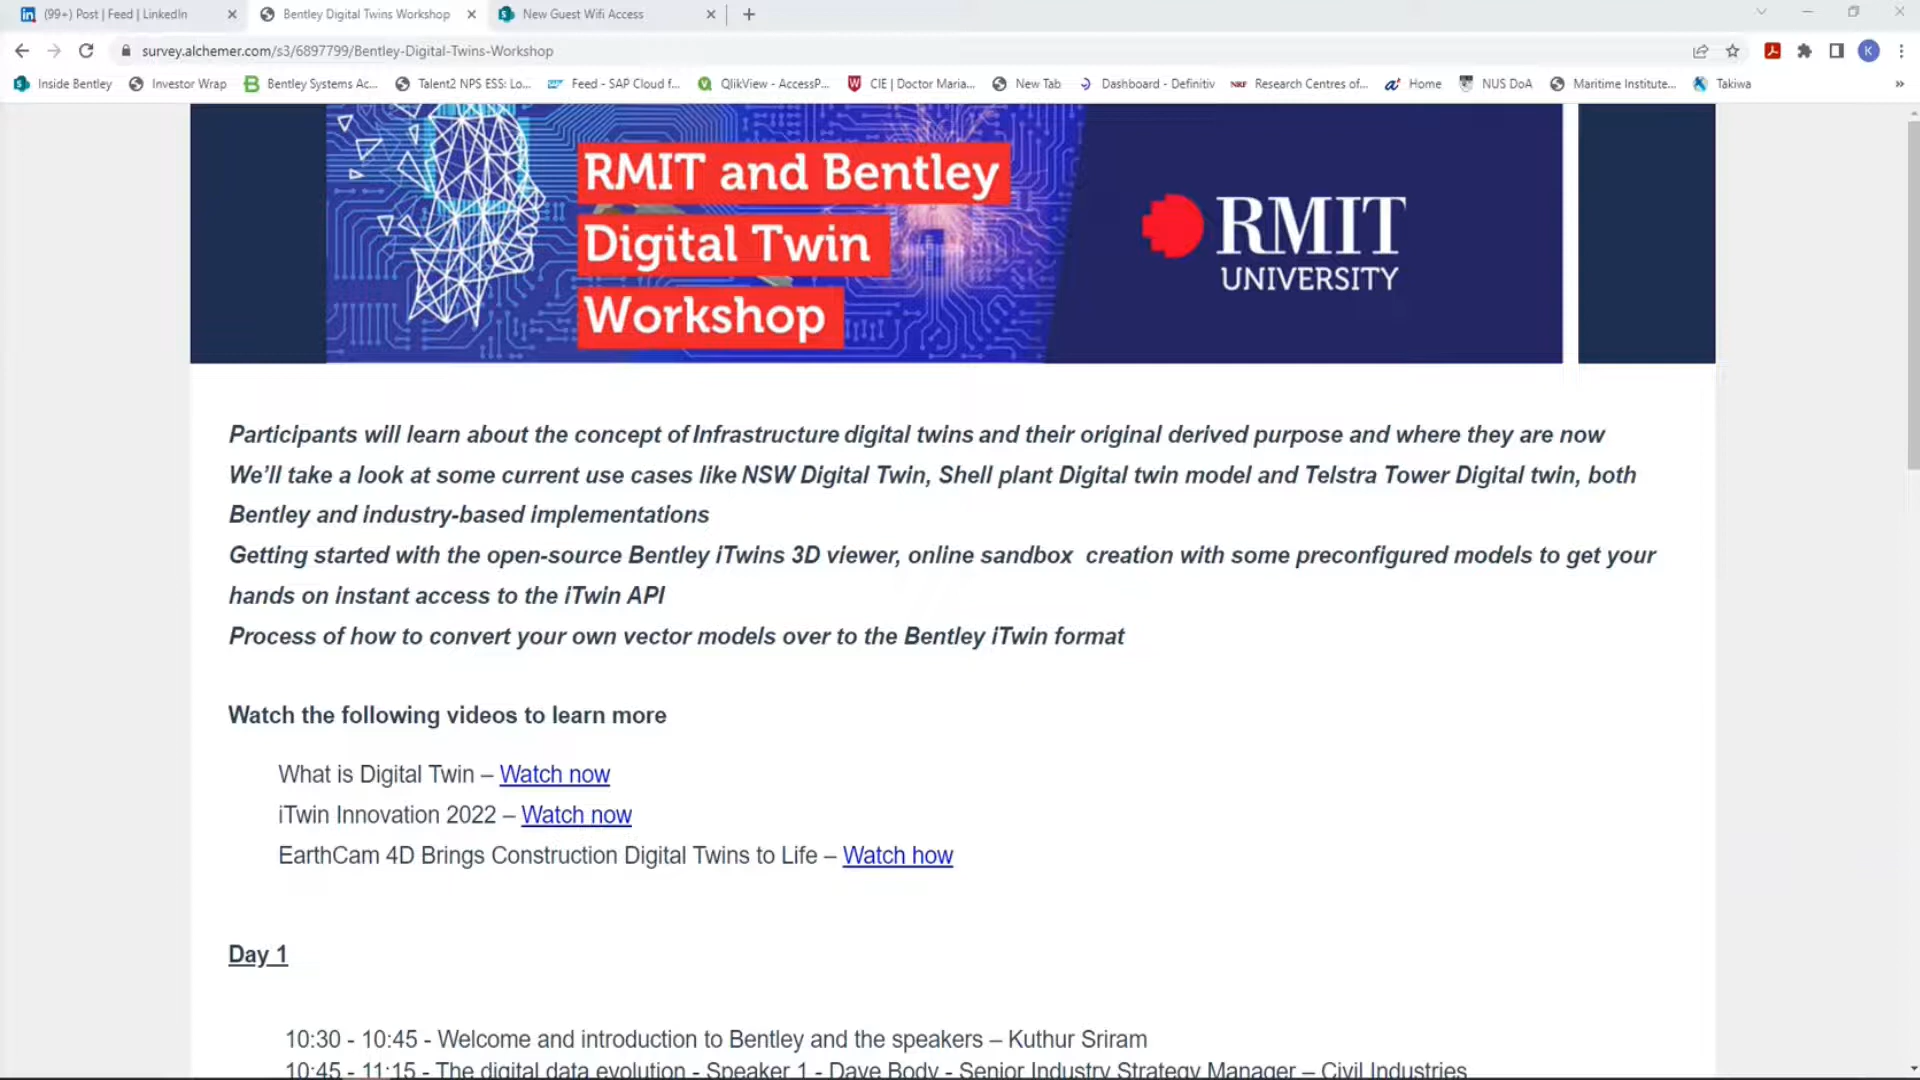 (99+) Post | Feed | LinkedIn
Bentley Digital Twins Workshop
New Guest Wifi Access
survey.alchemer.com/s3/6897799/Bentley-Digital-Twins-Workshop
K
Inside Bentley
Investor Wrap
Bentley Systems Ac...
Talent2 NPS ESS: Lo...
Feed - SAP Cloud f...
QlikView - AccessP...
CIE | Doctor Maria...
New Tab
Dashboard - Definitiv
Research Centres of...
Home
NUS DoA
Maritime Institute...
Takiwa
RMIT and Bentley
Digital Twin
Workshop
RMIT
UNIVERSITY
Participants will learn about the concept of Infrastructure digital twins and their original derived purpose and where they are now
We'll take a look at some current use cases like NSW Digital Twin, Shell plant Digital twin model and Telstra Tower Digital twin, both
Bentley and industry-based implementations
Getting started with the open-source Bentley iTwins 3D viewer, online sandbox creation with some preconfigured models to get your
hands on instant access to the iTwin API
Process of how to convert your own vector models over to the Bentley iTwin format
Watch the following videos to learn more
What is Digital Twin – Watch now
iTwin Innovation 2022 – Watch now
EarthCam 4D Brings Construction Digital Twins to Life – Watch how
Day 1
10:30 - 10:45 - Welcome and introduction to Bentley and the speakers – Kuthur Sriram
10:45 - 11:15 - The digital data evolution - Speaker 1 - Dave Body - Senior Industry Strategy Manager – Civil Industries